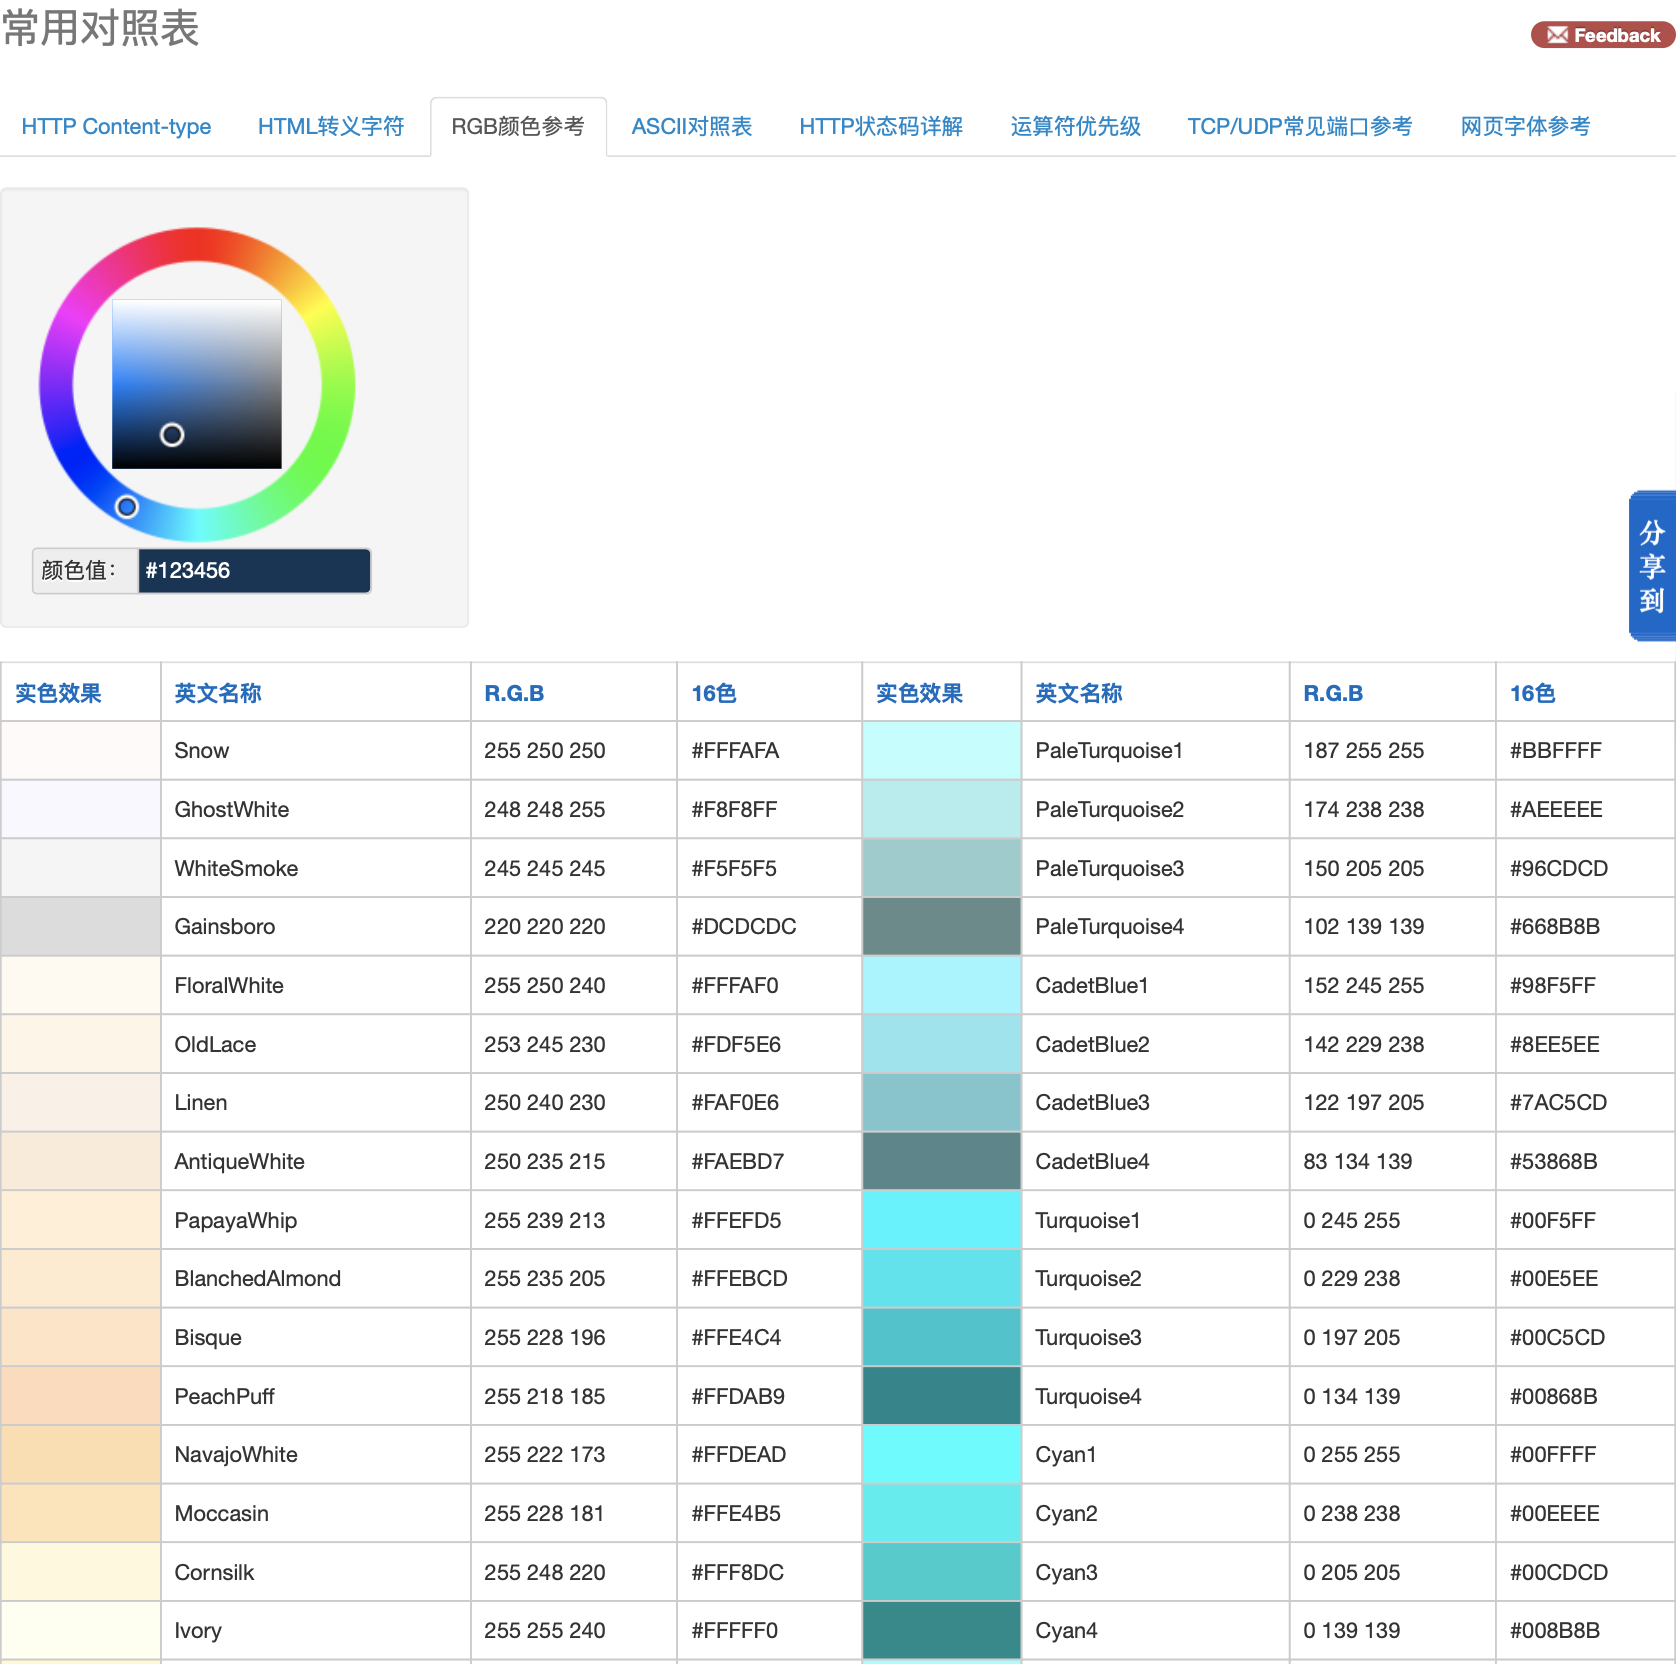 常用对照表
Feedback
HTTP Content-type HTML转义字符 RGB颜色参考 ASCII对照表 HTTP状态码详解 运算符优先级 TCP/UDP常见端口参考 网页字体参考
颜色值： #123456
分享到
实色效果 英文名称 R.G.B 16色 实色效果 英文名称 R.G.B 16色
Snow 255 250 250 #FFFAFA PaleTurquoise1 187 255 255 #BBFFFF
GhostWhite 248 248 255 #F8F8FF PaleTurquoise2 174 238 238 #AEEEEE
WhiteSmoke 245 245 245 #F5F5F5 PaleTurquoise3 150 205 205 #96CDCD
Gainsboro 220 220 220 #DCDCDC PaleTurquoise4 102 139 139 #668B8B
FloralWhite 255 250 240 #FFFAF0 CadetBlue1 152 245 255 #98F5FF
OldLace 253 245 230 #FDF5E6 CadetBlue2 142 229 238 #8EE5EE
Linen 250 240 230 #FAF0E6 CadetBlue3 122 197 205 #7AC5CD
AntiqueWhite 250 235 215 #FAEBD7 CadetBlue4 83 134 139 #53868B
PapayaWhip 255 239 213 #FFEFD5 Turquoise1 0 245 255 #00F5FF
BlanchedAlmond 255 235 205 #FFEBCD Turquoise2 0 229 238 #00E5EE
Bisque 255 228 196 #FFE4C4 Turquoise3 0 197 205 #00C5CD
PeachPuff 255 218 185 #FFDAB9 Turquoise4 0 134 139 #00868B
NavajoWhite 255 222 173 #FFDEAD Cyan1 0 255 255 #00FFFF
Moccasin 255 228 181 #FFE4B5 Cyan2 0 238 238 #00EEEE
Cornsilk 255 248 220 #FFF8DC Cyan3 0 205 205 #00CDCD
Ivory 255 255 240 #FFFFF0 Cyan4 0 139 139 #008B8B